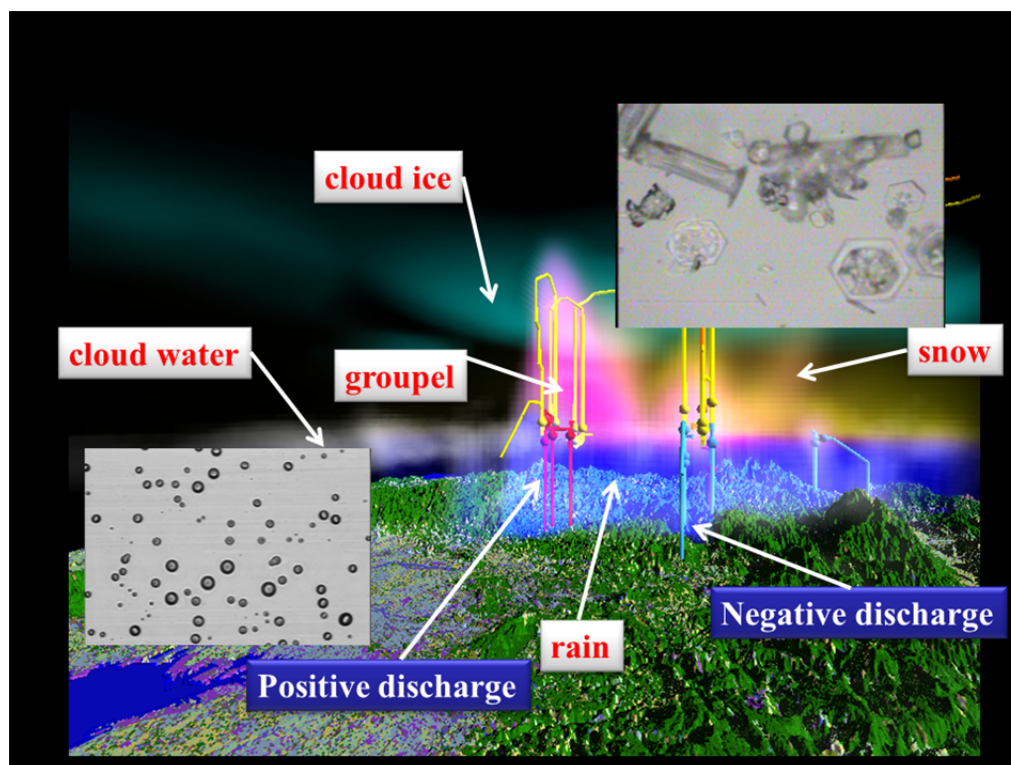 cloud ice
cloud water
groupel
snow
Negative discharge
rain
Positive discharge